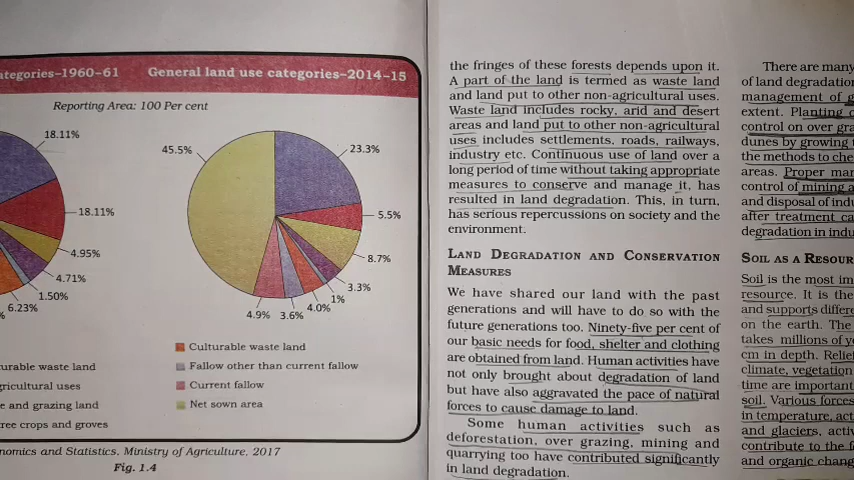 ategories–1960–61
General land use categories–2014–15
Reporting Area: 100 Per cent
18.11%
18.11%
4.95%
4.71%
1.50%
6.23%
%
45.5%
23.3%
5.5%
8.7%
3.3%
1%
4.0%
3.6%
4.9%
urable waste land
gricultural uses
e and grazing land
ree crops and groves
Culturable waste land
Fallow other than current fallow
Current fallow
Net sown area
nomics and Statistics, Ministry of Agriculture, 2017
Fig. 1.4
the fringes of these forests depends upon it.
A part of the land is termed as waste land
and land put to other non-agricultural uses.
Waste land includes rocky, arid and desert
areas and land put to other non-agricultural
uses includes settlements, roads, railways,
industry etc. Continuous use of land over a
long period of time without taking appropriate
measures to conserve and manage it, has
resulted in land degradation. This, in turn,
has serious repercussions on society and the
environment.
LAND DEGRADATION AND CONSERVATION
MEASURES
We have shared our land with the past
generations and will have to do so with the
future generations too. Ninety-five per cent of
our basic needs for food, shelter and clothing
are obtained from land. Human activities have
not only brought about degradation of land
but have also aggravated the pace of natural
forces to cause damage to land.
Some human activities such as
deforestation, over grazing, mining and
quarrying too have contributed significantly
in land degradation.
There are many
of land degradation
management of g
extent. Planting o
control on over gra
dunes by growing t
the methods to che
areas. Proper man
control of mining a
and disposal of indu
after treatment ca
degradation in indu
SOIL AS A RESOUR
Soil is the most im
resource. It is the
and supports differe
on the earth. The
takes millions of ye
cm in depth. Relief
climate, vegetation
time are important
soil. Various forces
in temperature, act
and glaciers, activ
contribute to the fo
and organic chang